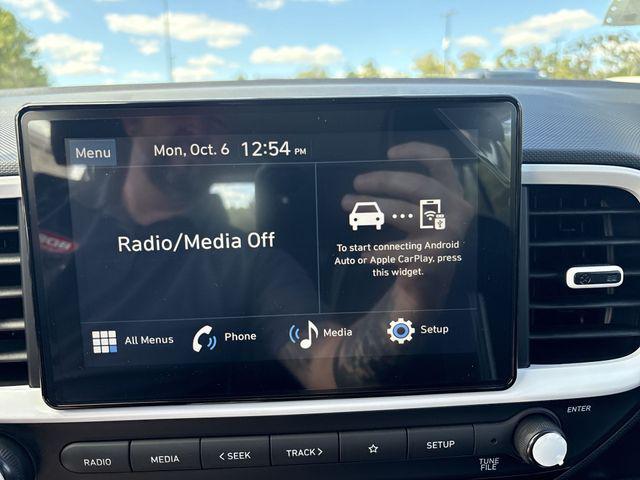 Menu
Mon, Oct. 6 12:54 PM
Radio/Media Off
To start connecting Android
Auto or Apple CarPlay, press
this widget.
All Menus
Phone
Media
Setup
ENTER
RADIO
MEDIA
< SEEK
TRACK >
SETUP
TUNE
FILE